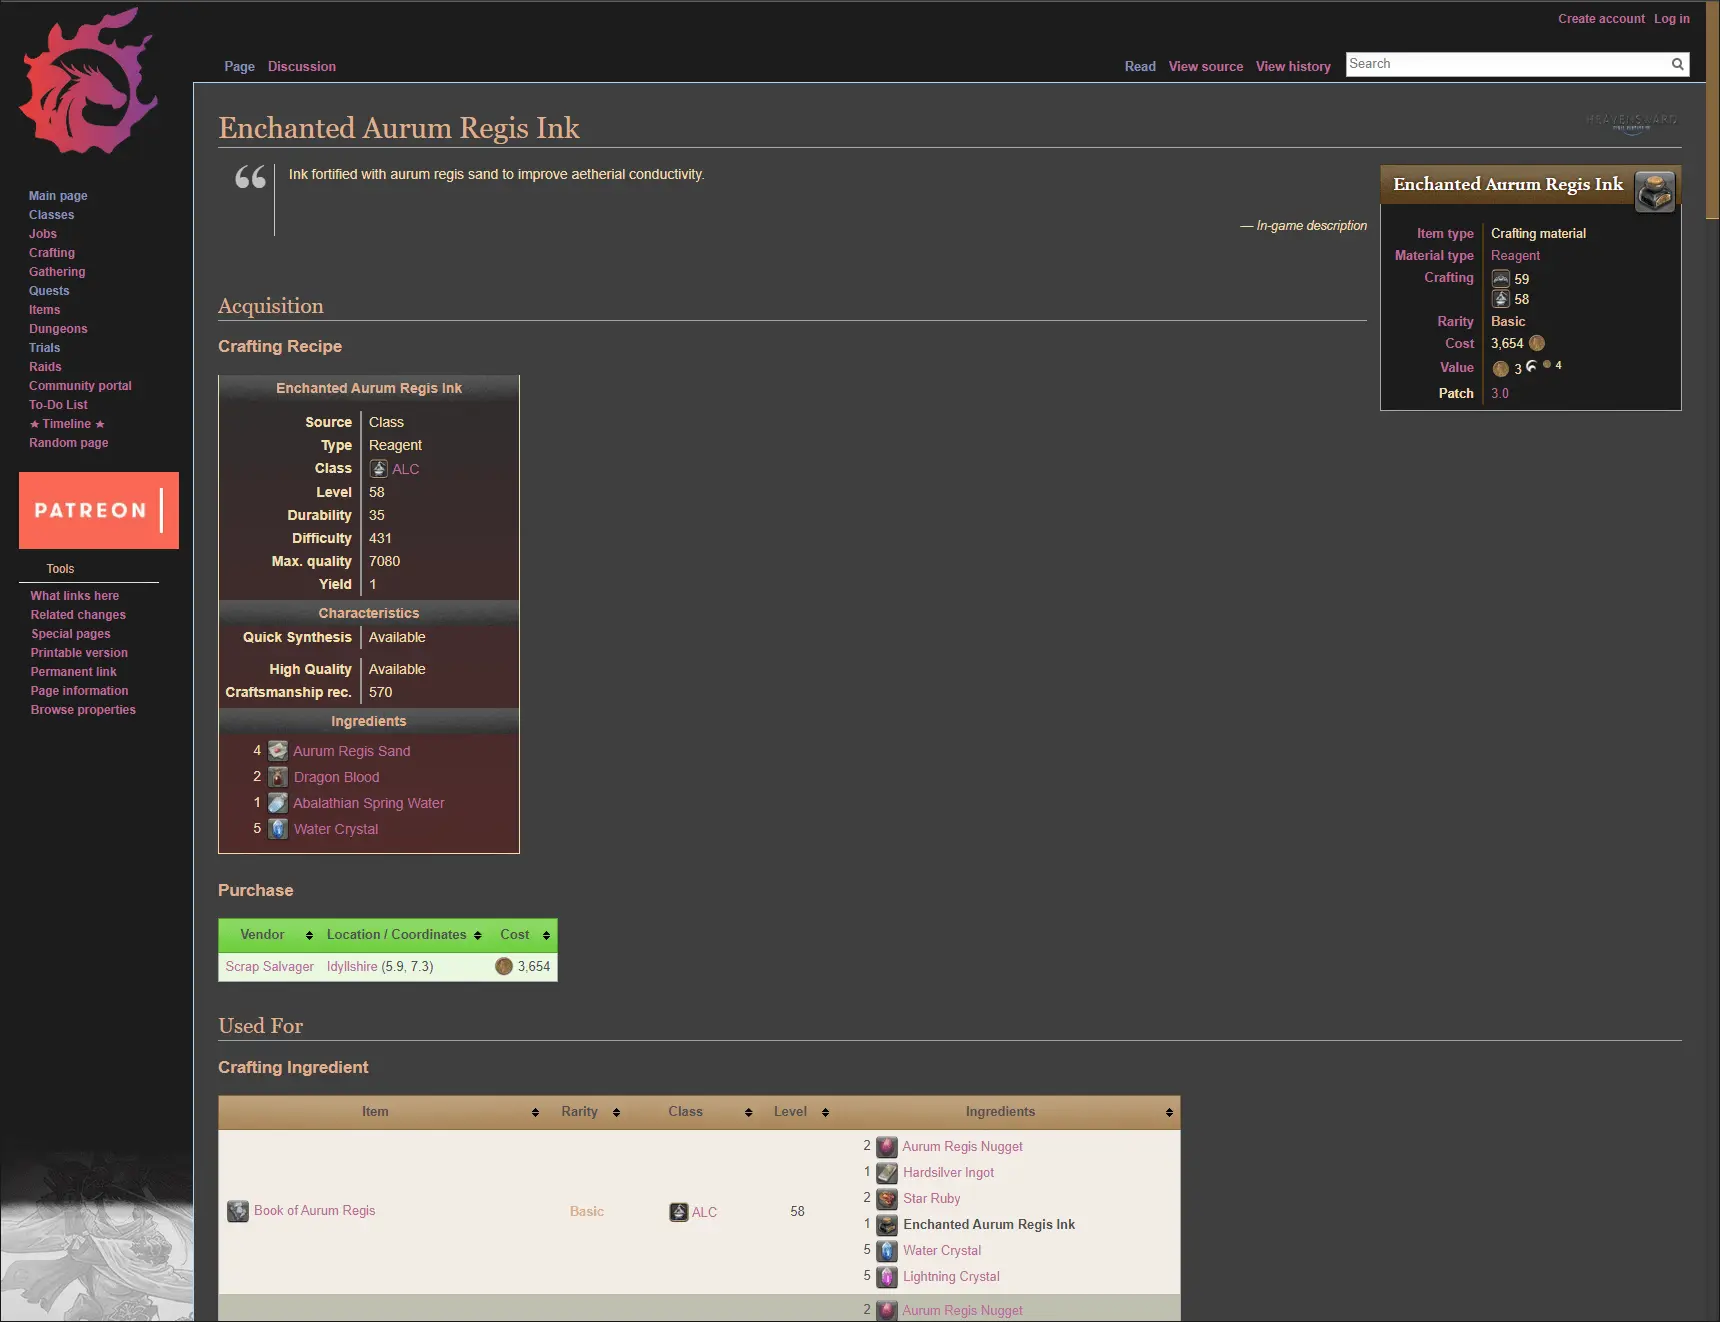 Create account Log in
Page Discussion Read View source View history Search
Enchanted Aurum Regis Ink
HEAVENSWARD
Ink fortified with aurum regis sand to improve aetherial conductivity.
— In-game description
Enchanted Aurum Regis Ink
Item type Crafting material
Material type Reagent
Crafting 59
58
Rarity Basic
Cost 3,654
Value 3 4
Patch 3.0
Main page
Classes
Jobs
Crafting
Gathering
Quests
Items
Dungeons
Trials
Raids
Community portal
To-Do List
★ Timeline ★
Random page
PATREON
Tools
What links here
Related changes
Special pages
Printable version
Permanent link
Page information
Browse properties
Acquisition
Crafting Recipe
Enchanted Aurum Regis Ink
Source Class
Type Reagent
Class ALC
Level 58
Durability 35
Difficulty 431
Max. quality 7080
Yield 1
Characteristics
Quick Synthesis Available
High Quality Available
Craftsmanship rec. 570
Ingredients
4 Aurum Regis Sand
2 Dragon Blood
1 Abalathian Spring Water
5 Water Crystal
Purchase
Vendor Location / Coordinates Cost
Scrap Salvager Idyllshire (5.9, 7.3) 3,654
Used For
Crafting Ingredient
Item Rarity Class Level Ingredients
Book of Aurum Regis Basic ALC 58
2 Aurum Regis Nugget
1 Hardsilver Ingot
2 Star Ruby
1 Enchanted Aurum Regis Ink
5 Water Crystal
5 Lightning Crystal
2 Aurum Regis Nugget